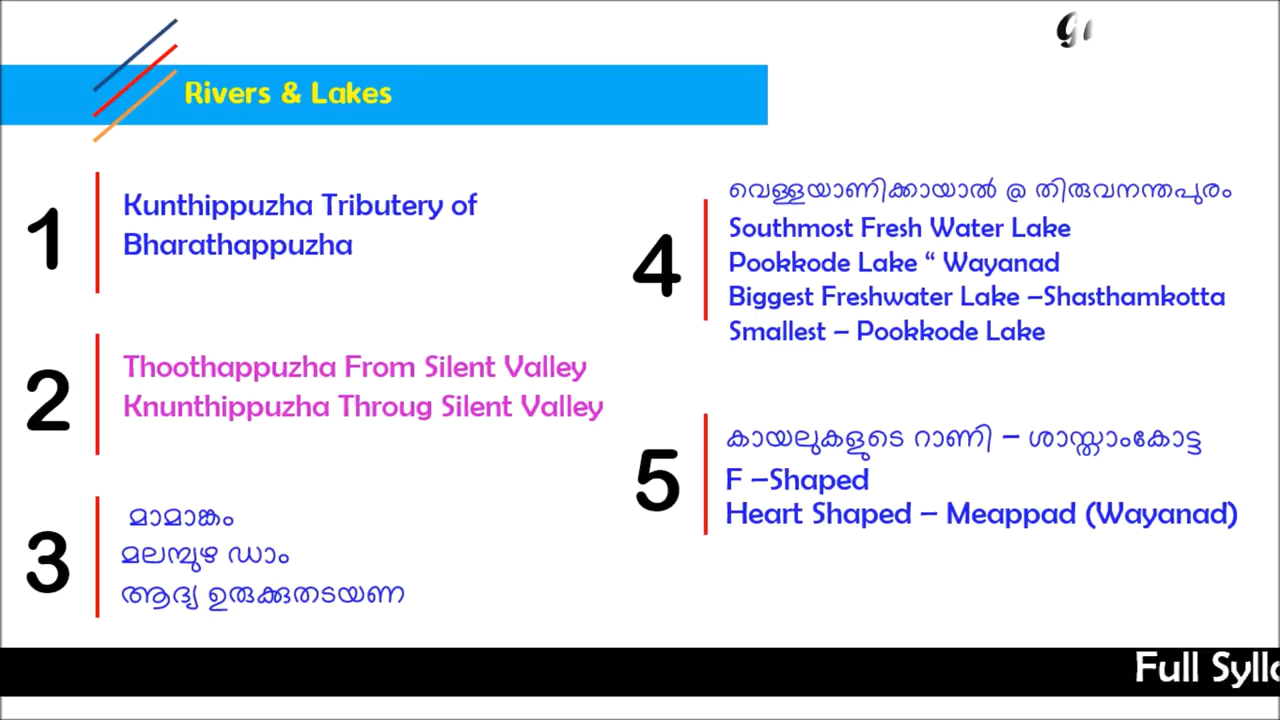 Rivers & Lakes
1
Kunthippuzha Tributery of
Bharathappuzha
2
Thoothappuzha From Silent Valley
Knunthippuzha Throug Silent Valley
3
മാമാങ്കം
മലമ്പുഴ ഡാം
ആദ്യ ഉരുക്കുതടയണ
4
വെള്ളയാണിക്കായാൽ @ തിരുവനന്തപുരം
Southmost Fresh Water Lake
Pookkode Lake “ Wayanad
Biggest Freshwater Lake –Shasthamkotta
Smallest – Pookkode Lake
5
കായലുകളുടെ റാണി – ശാസ്താംകോട്ട
F –Shaped
Heart Shaped – Meappad (Wayanad)
Full